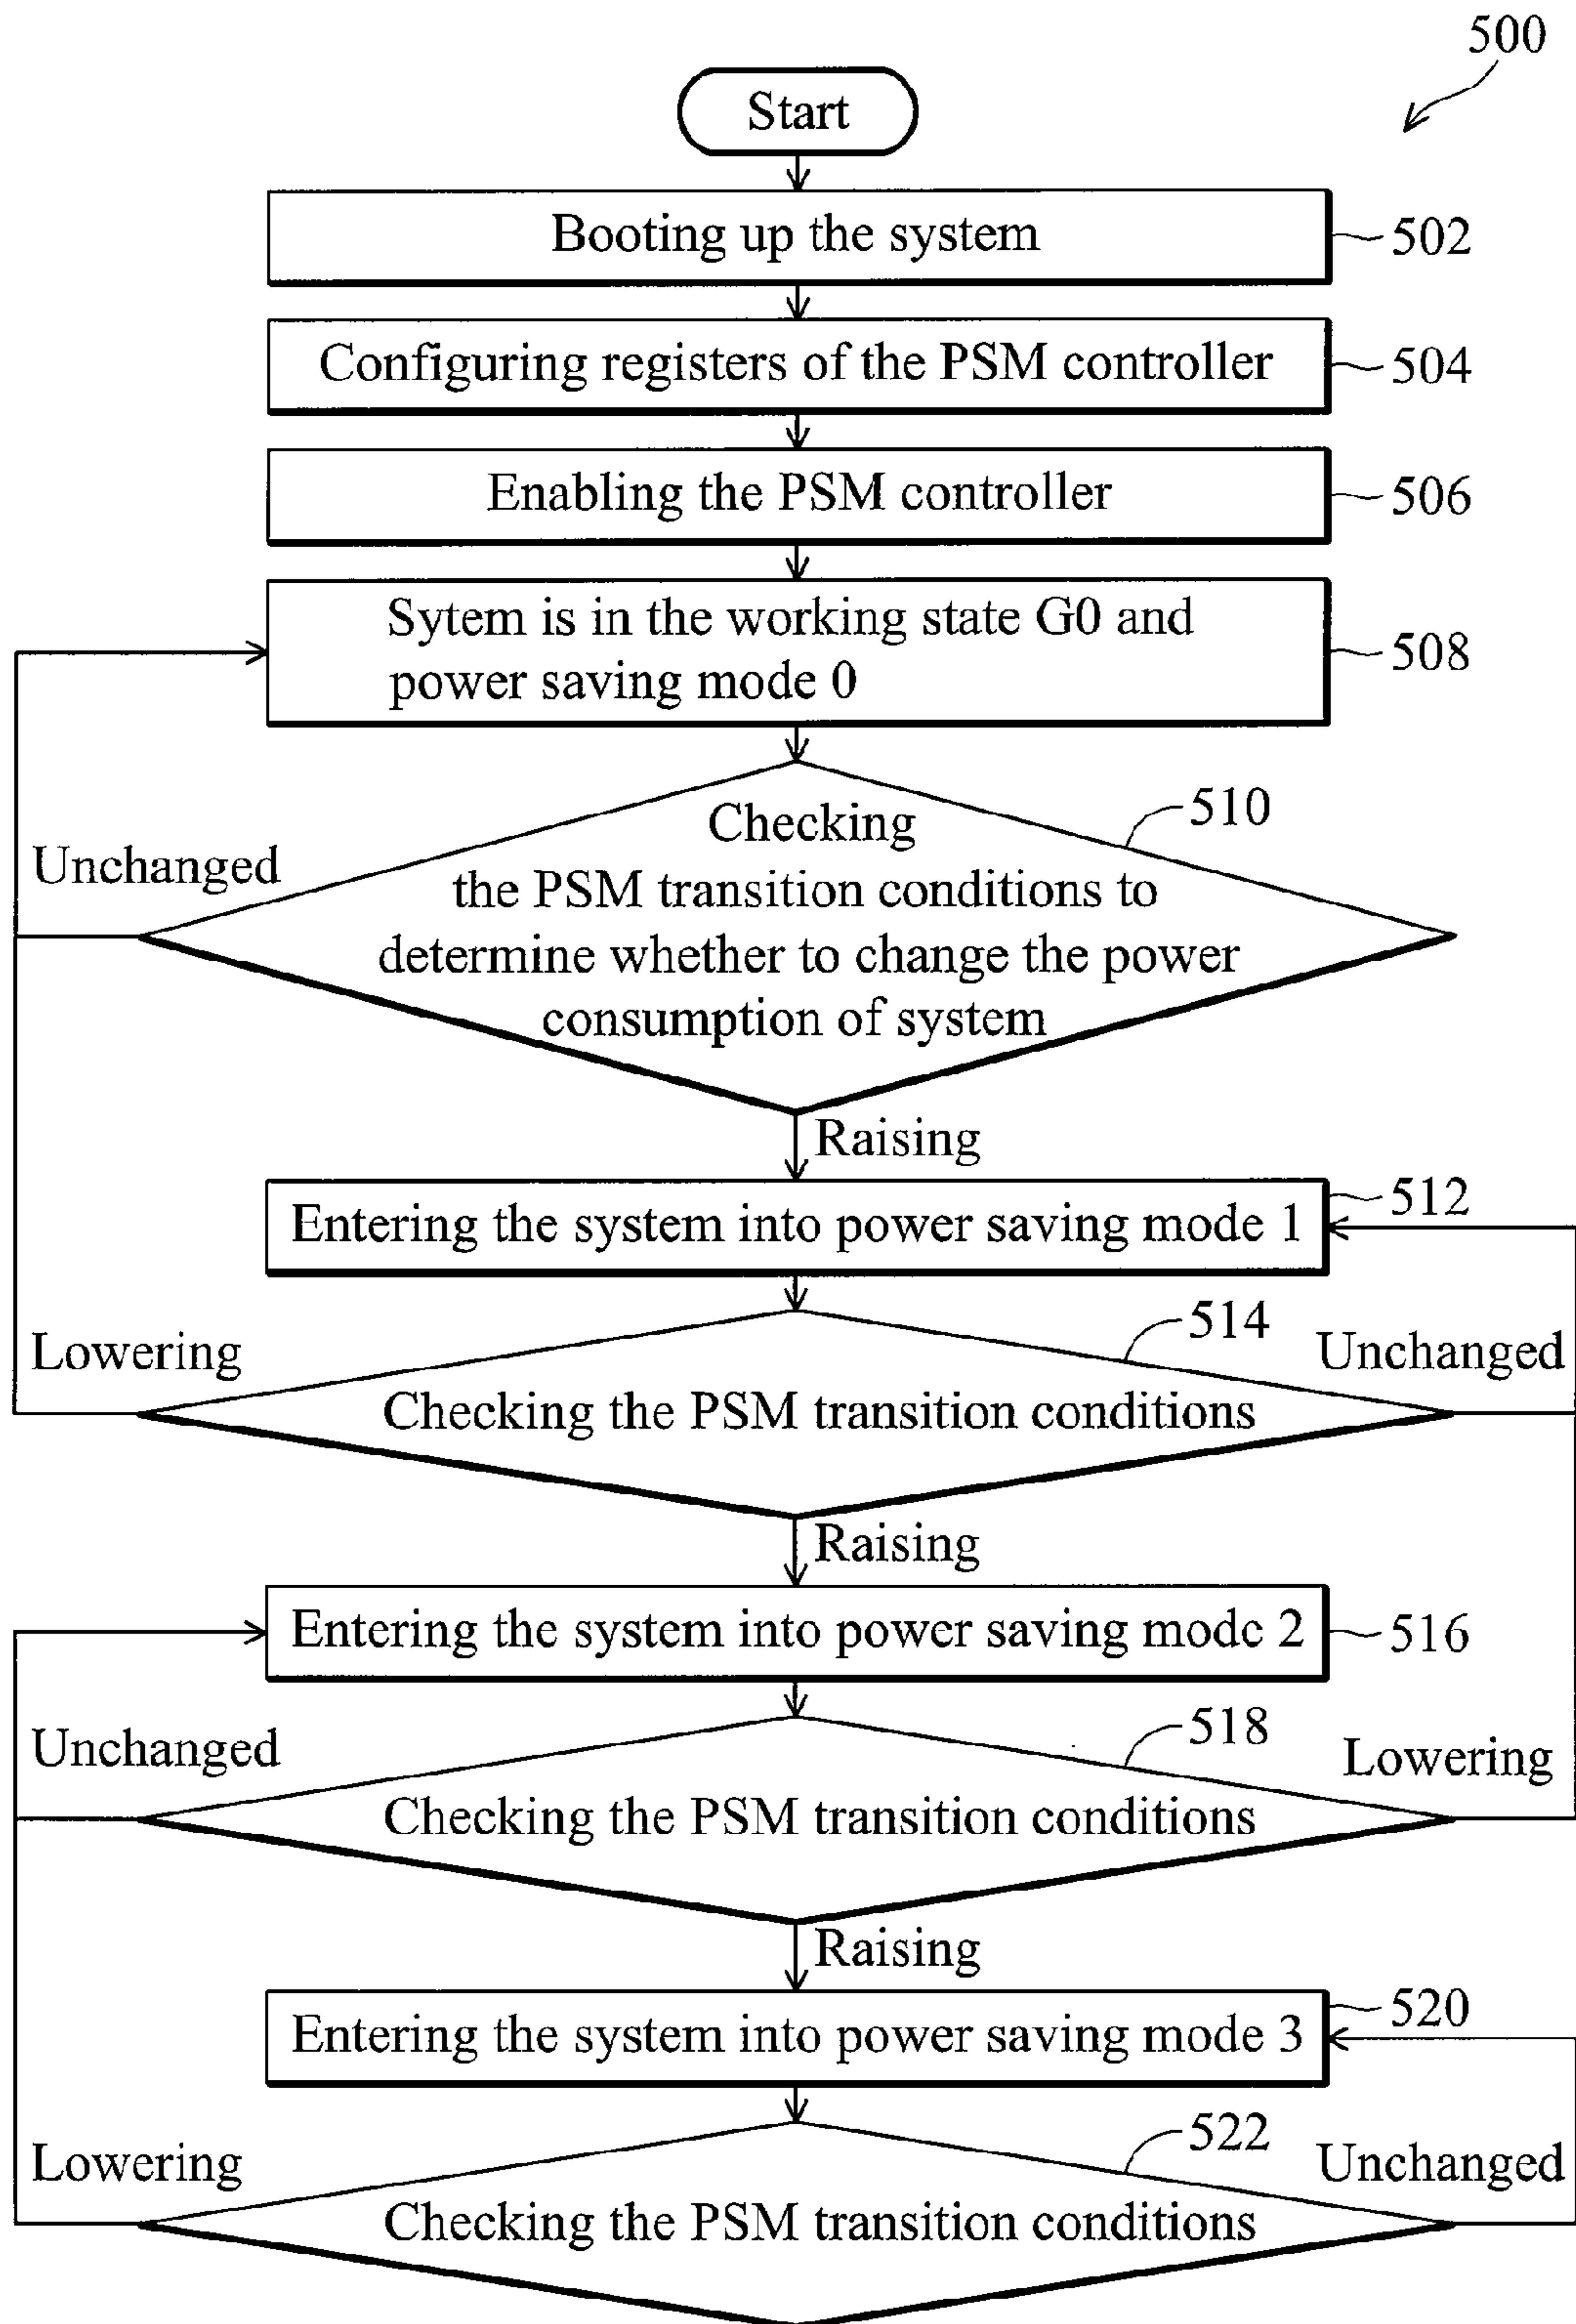 500
Start
Booting up the system
502
Configuring registers of the PSM controller
504
Enabling the PSM controller
506
Sytem is in the working state G0 and
power saving mode 0
508
510
Checking
the PSM transition conditions to
determine whether to change the power
consumption of system
Unchanged
Raising
Entering the system into power saving mode 1
512
514
Lowering
Unchanged
Checking the PSM transition conditions
Raising
Entering the system into power saving mode 2
516
518
Unchanged
Lowering
Checking the PSM transition conditions
Raising
Entering the system into power saving mode 3
520
522
Lowering
Unchanged
Checking the PSM transition conditions